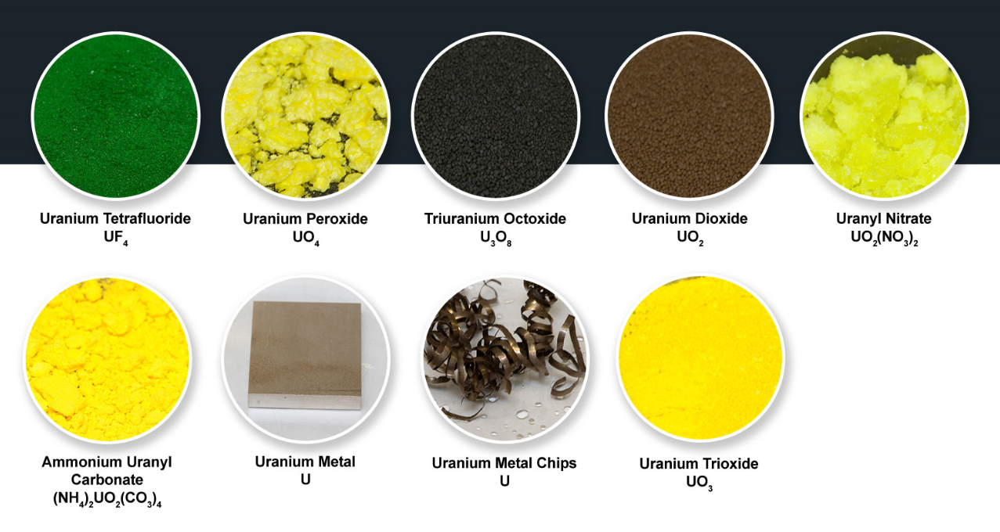 Uranium Tetrafluoride
UF₄
Uranium Peroxide
UO₄
Triuranium Octoxide
U₃O₈
Uranium Dioxide
UO₂
Uranyl Nitrate
UO₂(NO₃)₂
Ammonium Uranyl
Carbonate
(NH₄)₂UO₂(CO₃)₄
Uranium Metal
U
Uranium Metal Chips
U
Uranium Trioxide
UO₃